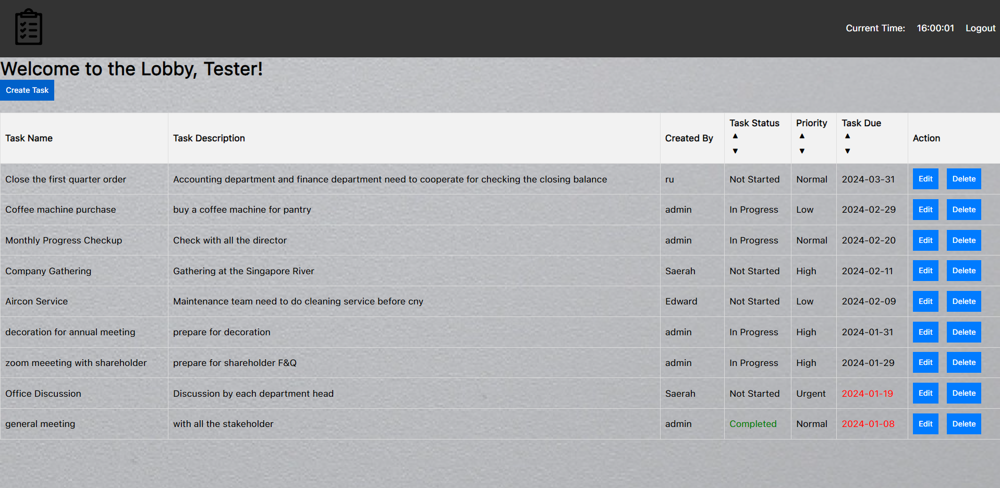 Current Time: 16:00:01 Logout
Welcome to the Lobby, Tester!
Create Task
Task Name Task Description Created By Task Status ▲ ▼ Priority ▲ ▼ Task Due ▲ ▼ Action
Close the first quarter order Accounting department and finance department need to cooperate for checking the closing balance ru Not Started Normal 2024-03-31 Edit Delete
Coffee machine purchase buy a coffee machine for pantry admin In Progress Low 2024-02-29 Edit Delete
Monthly Progress Checkup Check with all the director admin In Progress Normal 2024-02-20 Edit Delete
Company Gathering Gathering at the Singapore River Saerah Not Started High 2024-02-11 Edit Delete
Aircon Service Maintenance team need to do cleaning service before cny Edward Not Started Low 2024-02-09 Edit Delete
decoration for annual meeting prepare for decoration admin In Progress High 2024-01-31 Edit Delete
zoom meeeting with shareholder prepare for shareholder F&Q admin In Progress High 2024-01-29 Edit Delete
Office Discussion Discussion by each department head Saerah Not Started Urgent 2024-01-19 Edit Delete
general meeting with all the stakeholder admin Completed Normal 2024-01-08 Edit Delete